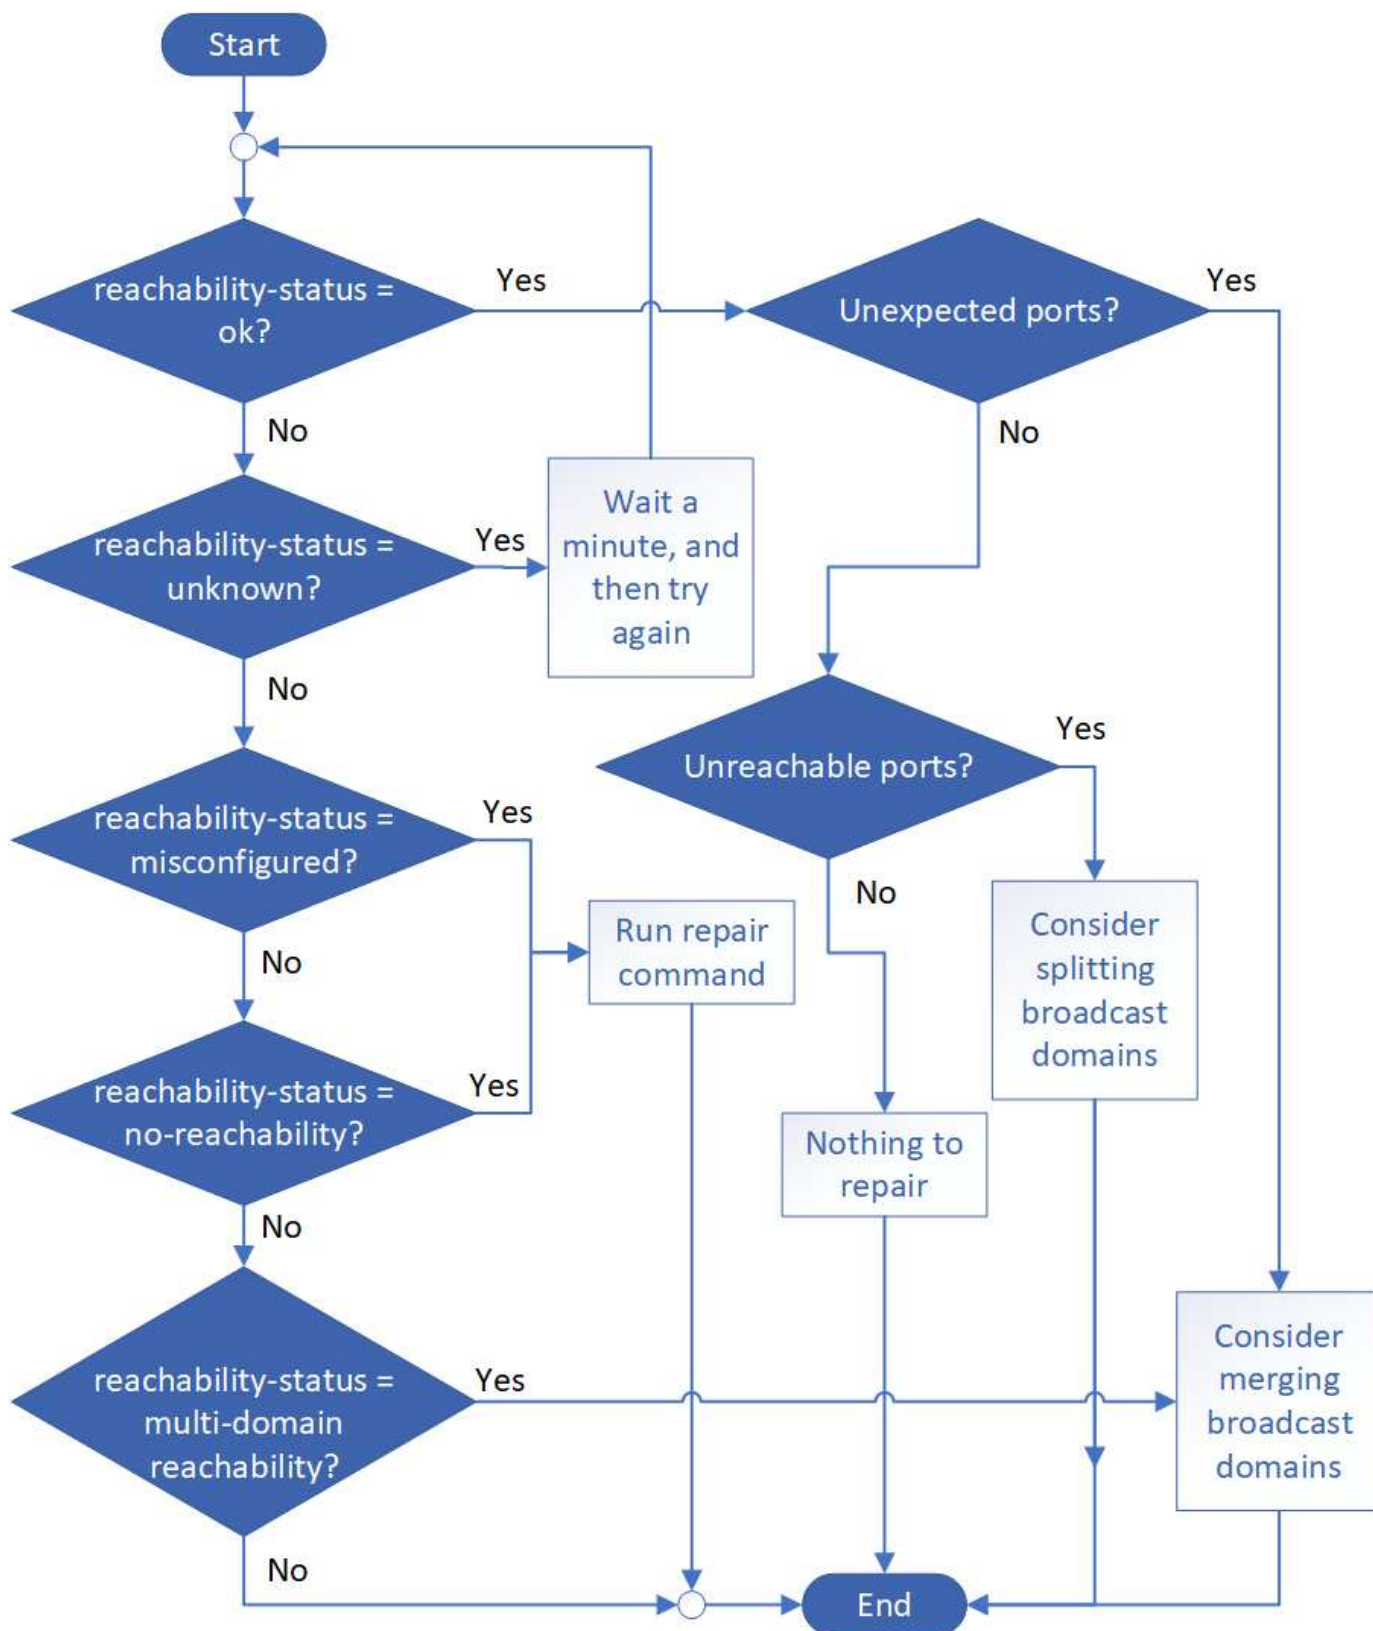 Start
reachability-status =
ok?
Yes
Unexpected ports?
Yes
No
No
reachability-status =
unknown?
Yes
Wait a
minute, and
then try
again
No
Unreachable ports?
Yes
reachability-status =
misconfigured?
Yes
No
Run repair
command
Consider
splitting
broadcast
domains
No
reachability-status =
no-reachability?
Yes
Nothing to
repair
No
reachability-status =
multi-domain
reachability?
Yes
Consider
merging
broadcast
domains
No
End